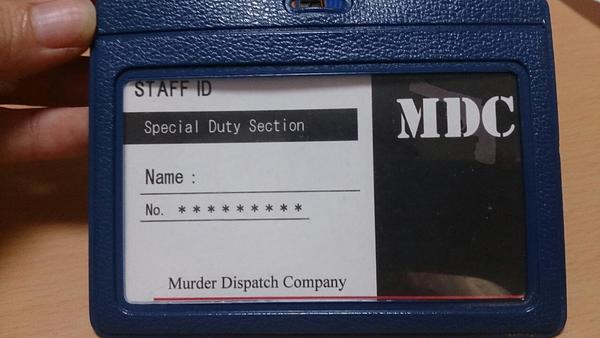 STAFF ID
MDC
Special Duty Section
Name :
No. * * * * * * * * *
Murder Dispatch Company